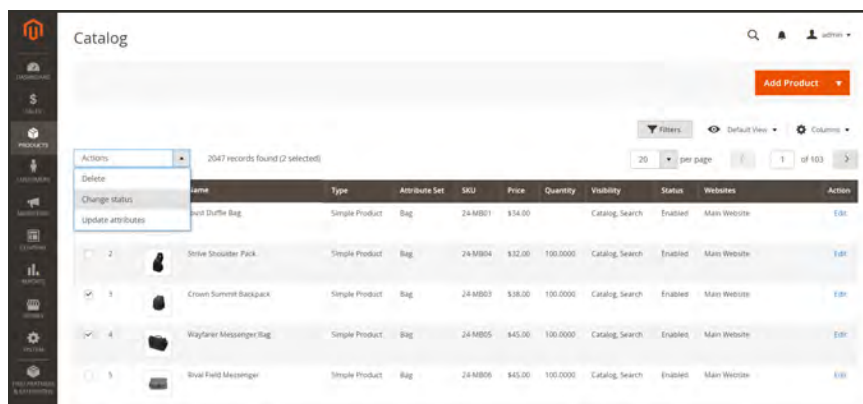 Catalog
admin
DASHBOARD
SALES
PRODUCTS
CUSTOMERS
MARKETING
CONTENT
REPORTS
STORES
SYSTEM
FIND PARTNERS
& EXTENSIONS
Add Product
Filters
Default View
Columns
Actions
2047 records found (2 selected)
20 per page
1 of 103
Delete
Change status
Update attributes
Name Type Attribute Set SKU Price Quantity Visibility Status Websites Action
Joust Duffle Bag Simple Product Bag 24-MB01 $34.00 Catalog, Search Enabled Main Website Edit
2 Strive Shoulder Pack Simple Product Bag 24-MB04 $32.00 100.0000 Catalog, Search Enabled Main Website Edit
3 Crown Summit Backpack Simple Product Bag 24-MB03 $38.00 100.0000 Catalog, Search Enabled Main Website Edit
4 Wayfarer Messenger Bag Simple Product Bag 24-MB05 $45.00 100.0000 Catalog, Search Enabled Main Website Edit
5 Rival Field Messenger Simple Product Bag 24-MB06 $45.00 100.0000 Catalog, Search Enabled Main Website Edit